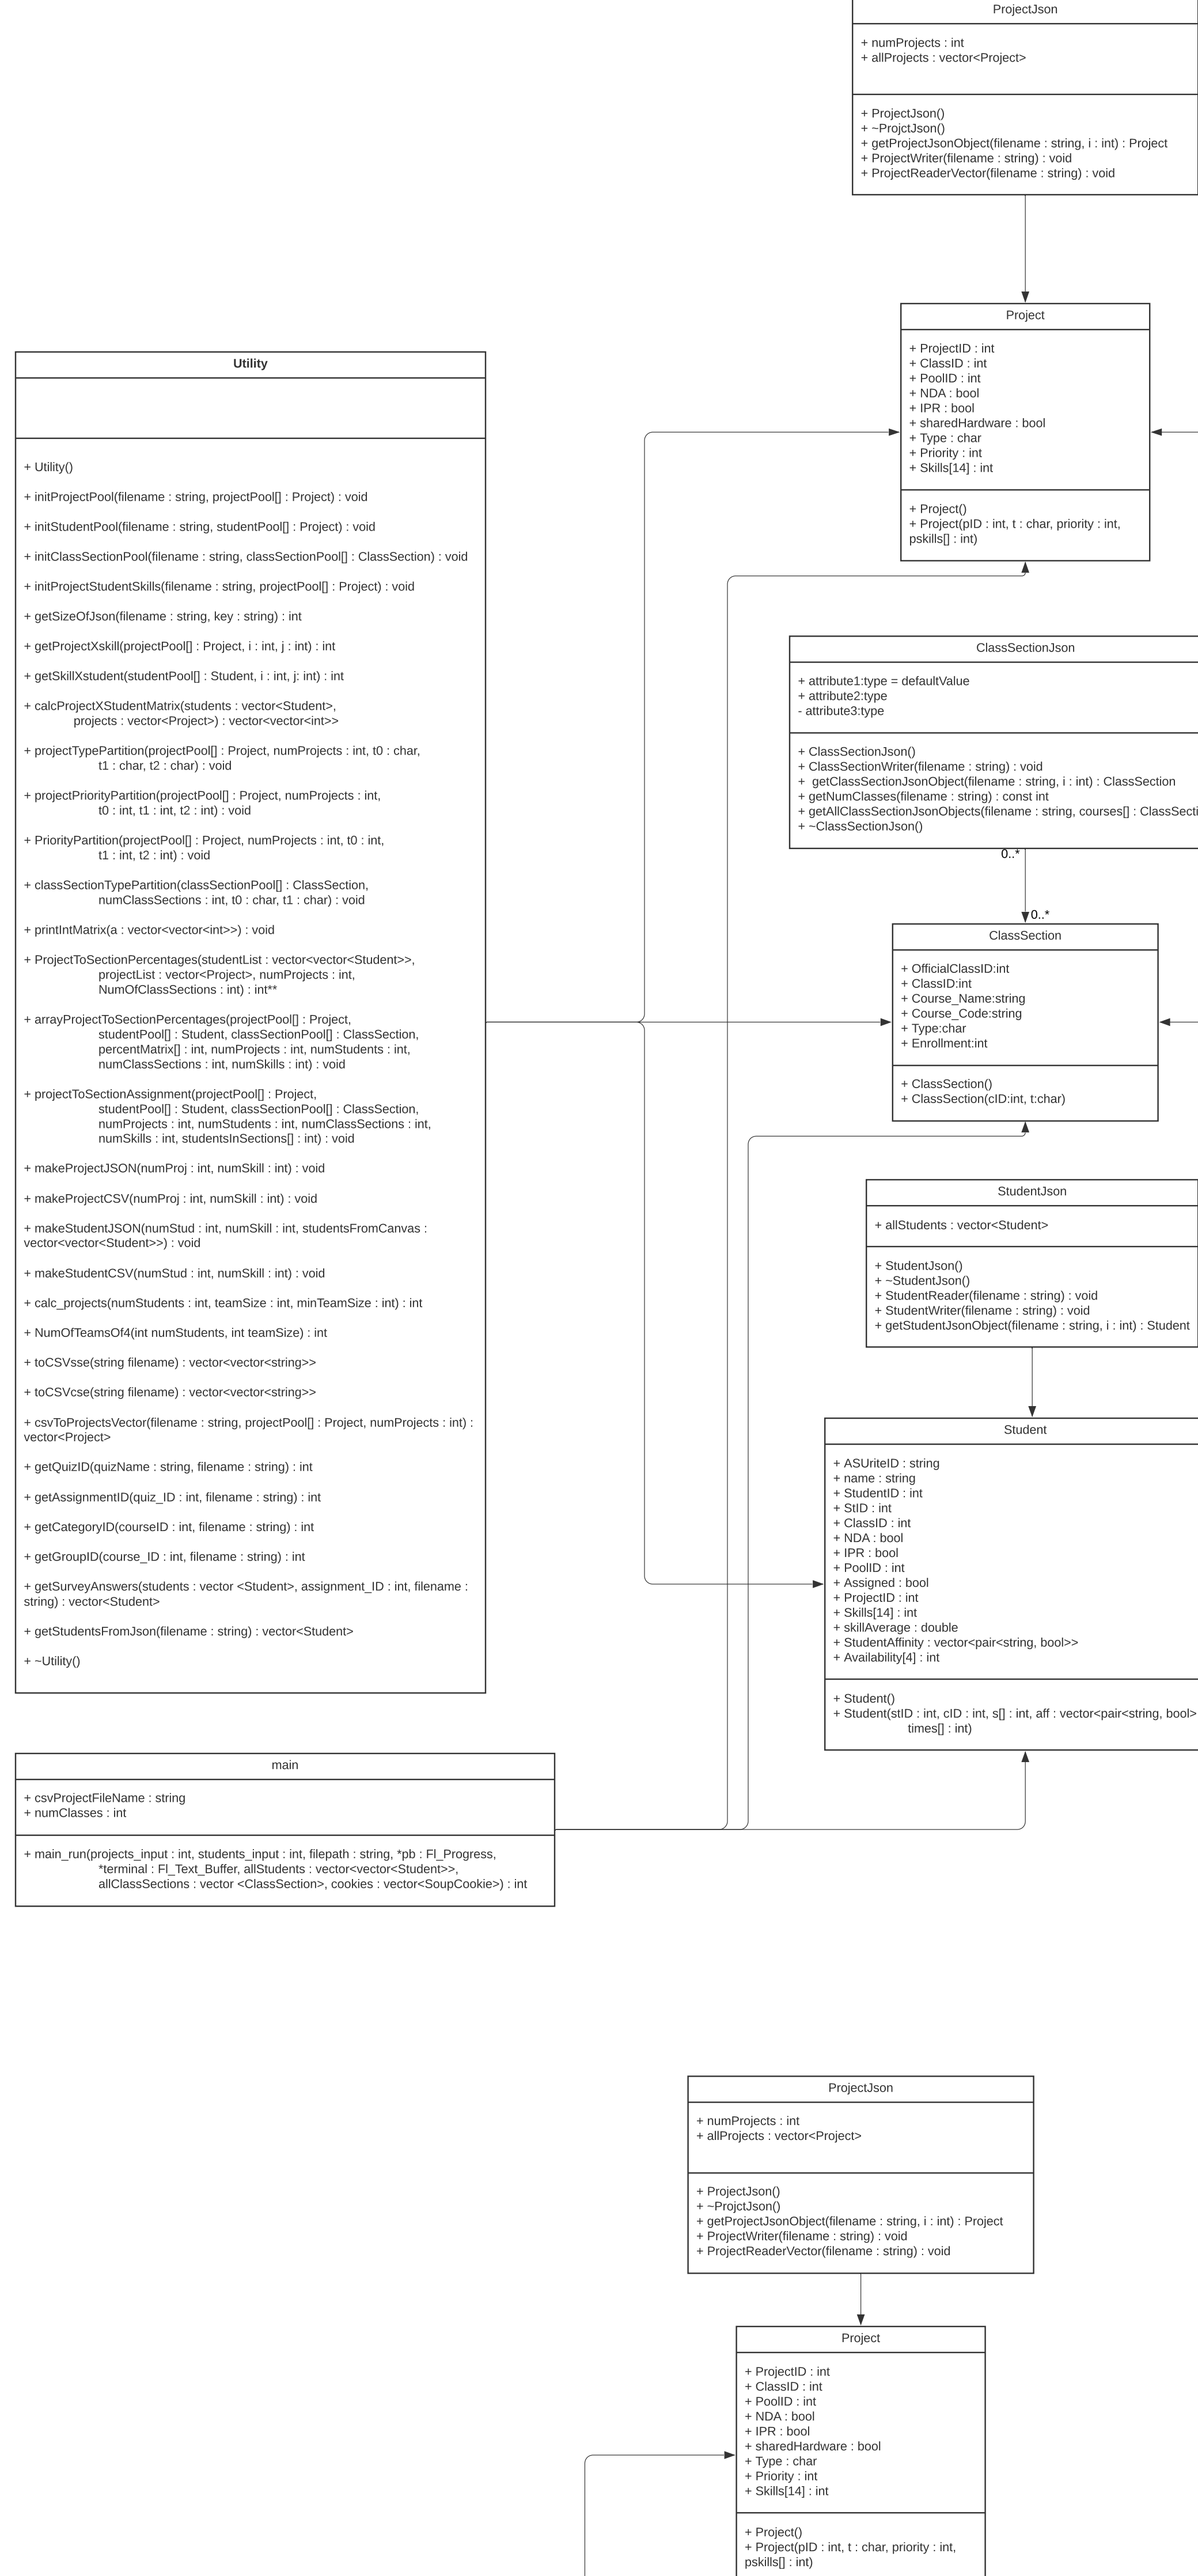 ProjectJson
+ numProjects : int
+ allProjects : vector<Project>
+ ProjectJson()
+ ~ProjctJson()
+ getProjectJsonObject(filename : string, i : int) : Project
+ ProjectWriter(filename : string) : void
+ ProjectReaderVector(filename : string) : void
Project
+ ProjectID : int
+ ClassID : int
+ PoolID : int
+ NDA : bool
+ IPR : bool
+ sharedHardware : bool
+ Type : char
+ Priority : int
+ Skills[14] : int
+ Project()
+ Project(pID : int, t : char, priority : int,
pskills[] : int)
Utility
+ Utility()
+ initProjectPool(filename : string, projectPool[] : Project) : void
+ initStudentPool(filename : string, studentPool[] : Project) : void
+ initClassSectionPool(filename : string, classSectionPool[] : ClassSection) : void
+ initProjectStudentSkills(filename : string, projectPool[] : Project) : void
+ getSizeOfJson(filename : string, key : string) : int
+ getProjectXskill(projectPool[] : Project, i : int, j : int) : int
+ getSkillXstudent(studentPool[] : Student, i : int, j: int) : int
+ calcProjectXStudentMatrix(students : vector<Student>,
projects : vector<Project>) : vector<vector<int>>
+ projectTypePartition(projectPool[] : Project, numProjects : int, t0 : char,
t1 : char, t2 : char) : void
+ projectPriorityPartition(projectPool[] : Project, numProjects : int,
t0 : int, t1 : int, t2 : int) : void
+ PriorityPartition(projectPool[] : Project, numProjects : int, t0 : int,
t1 : int, t2 : int) : void
+ classSectionTypePartition(classSectionPool[] : ClassSection,
numClassSections : int, t0 : char, t1 : char) : void
+ printIntMatrix(a : vector<vector<int>>) : void
+ ProjectToSectionPercentages(studentList : vector<vector<Student>>,
projectList : vector<Project>, numProjects : int,
NumOfClassSections : int) : int**
+ arrayProjectToSectionPercentages(projectPool[] : Project,
studentPool[] : Student, classSectionPool[] : ClassSection,
percentMatrix[] : int, numProjects : int, numStudents : int,
numClassSections : int, numSkills : int) : void
+ projectToSectionAssignment(projectPool[] : Project,
studentPool[] : Student, classSectionPool[] : ClassSection,
numProjects : int, numStudents : int, numClassSections : int,
numSkills : int, studentsInSections[] : int) : void
+ makeProjectJSON(numProj : int, numSkill : int) : void
+ makeProjectCSV(numProj : int, numSkill : int) : void
+ makeStudentJSON(numStud : int, numSkill : int, studentsFromCanvas :
vector<vector<Student>>) : void
+ makeStudentCSV(numStud : int, numSkill : int) : void
+ calc_projects(numStudents : int, teamSize : int, minTeamSize : int) : int
+ NumOfTeamsOf4(int numStudents, int teamSize) : int
+ toCSVsse(string filename) : vector<vector<string>>
+ toCSVcse(string filename) : vector<vector<string>>
+ csvToProjectsVector(filename : string, projectPool[] : Project, numProjects : int) :
vector<Project>
+ getQuizID(quizName : string, filename : string) : int
+ getAssignmentID(quiz_ID : int, filename : string) : int
+ getCategoryID(courseID : int, filename : string) : int
+ getGroupID(course_ID : int, filename : string) : int
+ getSurveyAnswers(students : vector <Student>, assignment_ID : int, filename :
string) : vector<Student>
+ getStudentsFromJson(filename : string) : vector<Student>
+ ~Utility()
ClassSectionJson
+ attribute1:type = defaultValue
+ attribute2:type
- attribute3:type
+ ClassSectionJson()
+ ClassSectionWriter(filename : string) : void
+  getClassSectionJsonObject(filename : string, i : int) : ClassSection
+ getNumClasses(filename : string) : const int
+ getAllClassSectionJsonObjects(filename : string, courses[] : ClassSecti
+ ~ClassSectionJson()
0..*
0..*
ClassSection
+ OfficialClassID:int
+ ClassID:int
+ Course_Name:string
+ Course_Code:string
+ Type:char
+ Enrollment:int
+ ClassSection()
+ ClassSection(cID:int, t:char)
StudentJson
+ allStudents : vector<Student>
+ StudentJson()
+ ~StudentJson()
+ StudentReader(filename : string) : void
+ StudentWriter(filename : string) : void
+ getStudentJsonObject(filename : string, i : int) : Student
Student
+ ASUriteID : string
+ name : string
+ StudentID : int
+ StID : int
+ ClassID : int
+ NDA : bool
+ IPR : bool
+ PoolID : int
+ Assigned : bool
+ ProjectID : int
+ Skills[14] : int
+ skillAverage : double
+ StudentAffinity : vector<pair<string, bool>>
+ Availability[4] : int
+ Student()
+ Student(stID : int, cID : int, s[] : int, aff : vector<pair<string, bool>
times[] : int)
main
+ csvProjectFileName : string
+ numClasses : int
+ main_run(projects_input : int, students_input : int, filepath : string, *pb : Fl_Progress,
*terminal : Fl_Text_Buffer, allStudents : vector<vector<Student>>,
allClassSections : vector <ClassSection>, cookies : vector<SoupCookie>) : int
ProjectJson
+ numProjects : int
+ allProjects : vector<Project>
+ ProjectJson()
+ ~ProjctJson()
+ getProjectJsonObject(filename : string, i : int) : Project
+ ProjectWriter(filename : string) : void
+ ProjectReaderVector(filename : string) : void
Project
+ ProjectID : int
+ ClassID : int
+ PoolID : int
+ NDA : bool
+ IPR : bool
+ sharedHardware : bool
+ Type : char
+ Priority : int
+ Skills[14] : int
+ Project()
+ Project(pID : int, t : char, priority : int,
pskills[] : int)